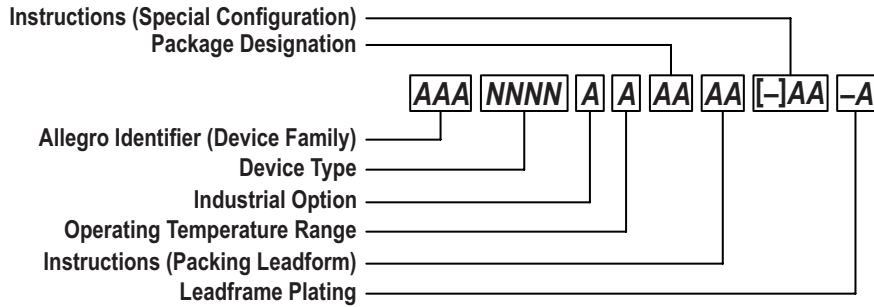 Instructions (Special Configuration)
Package Designation
AAA NNNN A A AA AA [–]AA –A
Allegro Identifier (Device Family)
Device Type
Industrial Option
Operating Temperature Range
Instructions (Packing Leadform)
Leadframe Plating